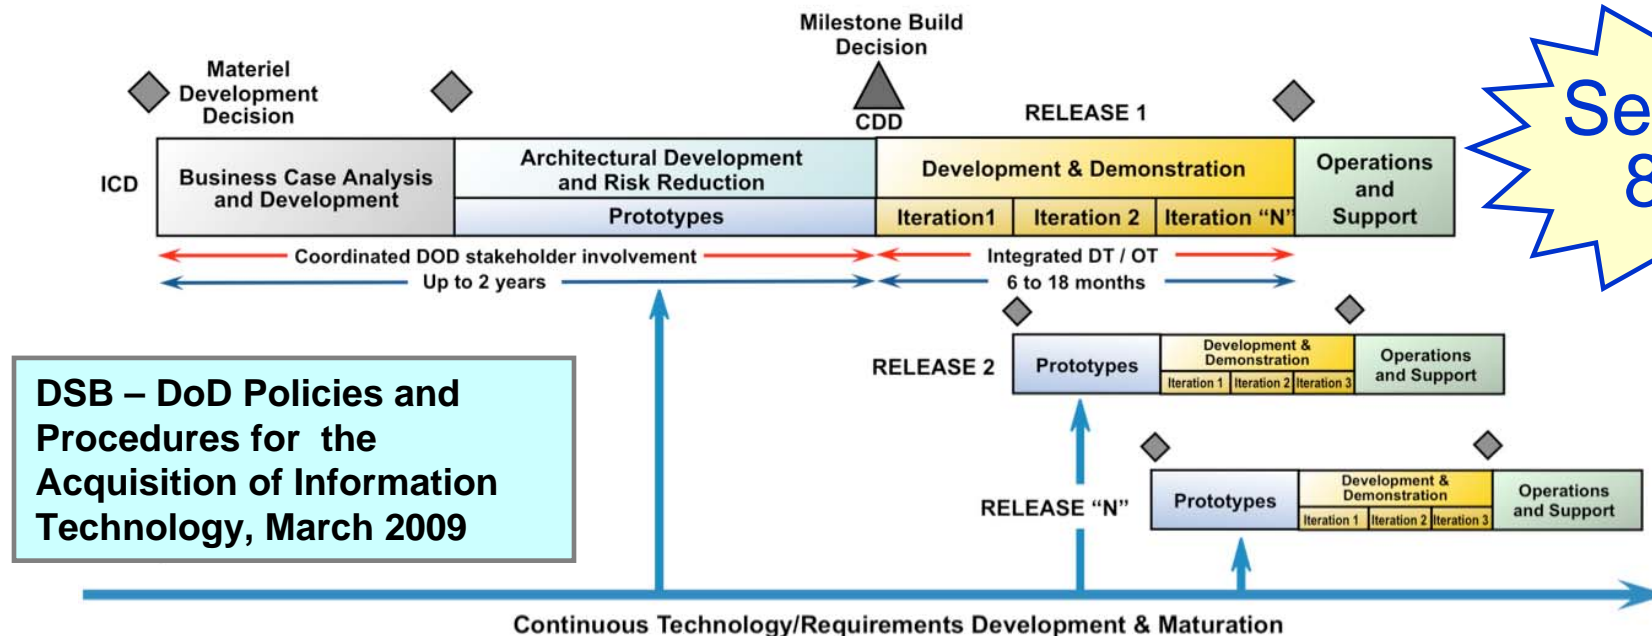 Milestone Build
Decision
Materiel
Development
Decision
CDD
RELEASE 1
ICD
Business Case Analysis
and Development
Architectural Development
and Risk Reduction
Prototypes
Development & Demonstration
Iteration1
Iteration 2
Iteration “N”
Operations
and
Support
Coordinated DOD stakeholder involvement
Up to 2 years
Integrated DT / OT
6 to 18 months
RELEASE 2
Prototypes
Development &
Demonstration
Iteration 1
Iteration 2
Iteration 3
Operations
and Support
DSB – DoD Policies and
Procedures for the
Acquisition of Information
Technology, March 2009
RELEASE “N”
Prototypes
Development &
Demonstration
Iteration 1
Iteration 2
Iteration 3
Operations
and Support
Continuous Technology/Requirements Development & Maturation